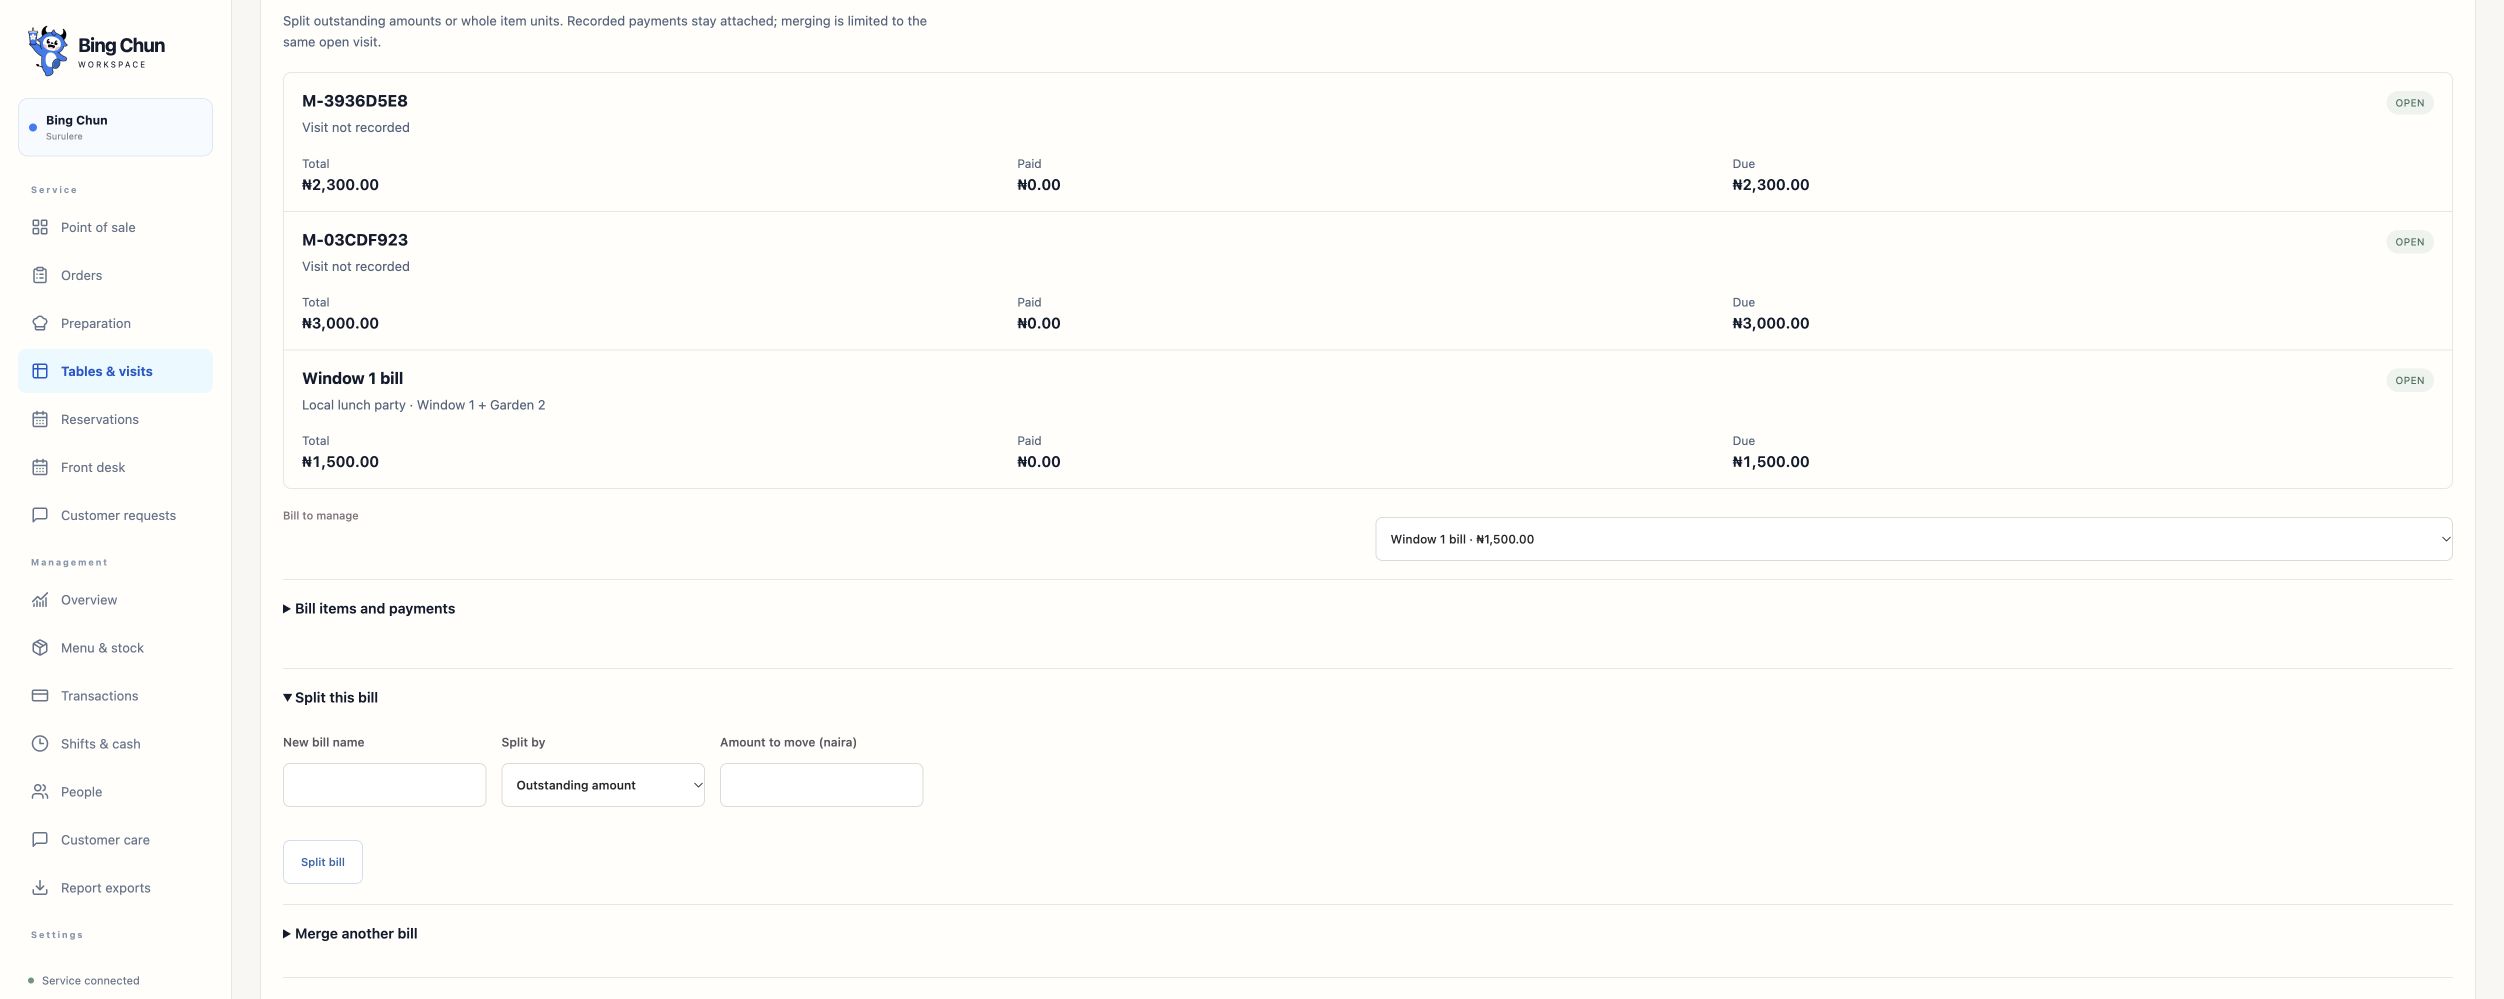 Bing Chun
WORKSPACE
Bing Chun
Surulere
Service
Point of sale
Orders
Preparation
Tables & visits
Reservations
Front desk
Customer requests
Management
Overview
Menu & stock
Transactions
Shifts & cash
People
Customer care
Report exports
Settings
Service connected
Split outstanding amounts or whole item units. Recorded payments stay attached; merging is limited to the
same open visit.
M-3936D5E8
OPEN
Visit not recorded
Total
Paid
Due
₦2,300.00
₦0.00
₦2,300.00
M-03CDF923
OPEN
Visit not recorded
Total
Paid
Due
₦3,000.00
₦0.00
₦3,000.00
Window 1 bill
OPEN
Local lunch party · Window 1 + Garden 2
Total
Paid
Due
₦1,500.00
₦0.00
₦1,500.00
Bill to manage
Window 1 bill · ₦1,500.00
Bill items and payments
Split this bill
New bill name
Split by
Amount to move (naira)
Outstanding amount
Split bill
Merge another bill